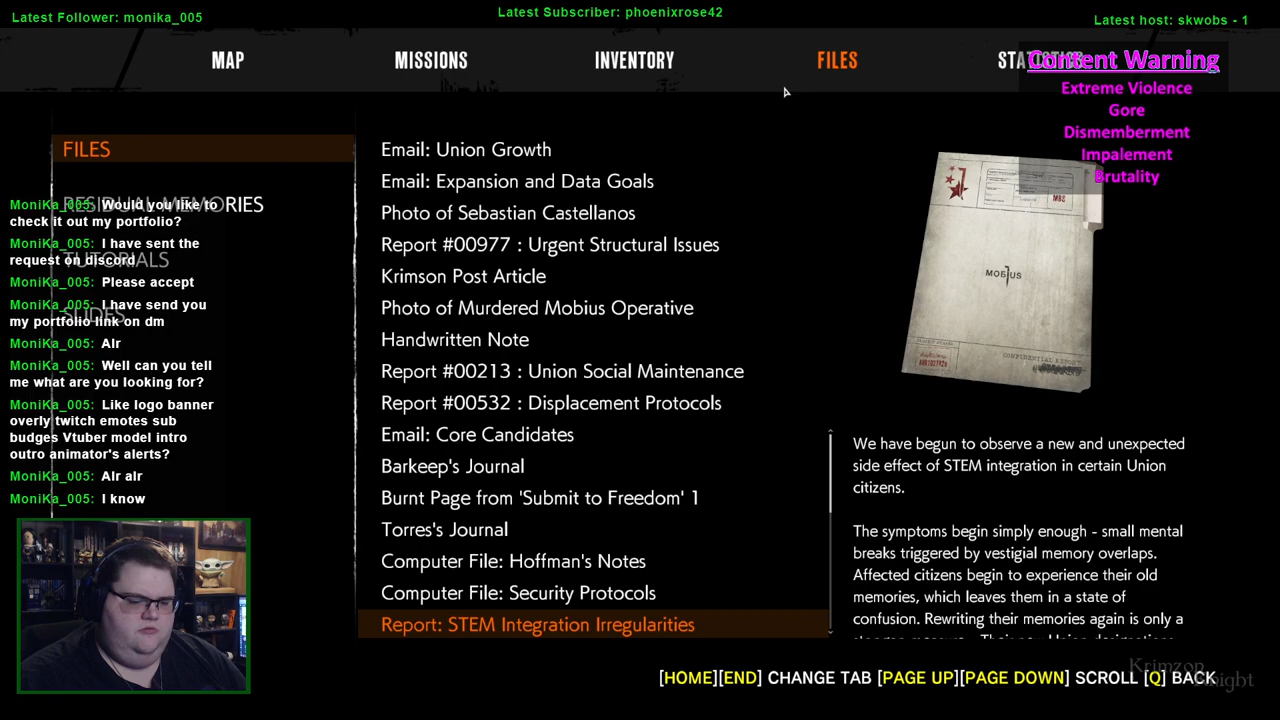 Latest Follower: monika_005
Latest Subscriber: phoenixrose42
Latest host: skwobs - 1
MAP
MISSIONS
INVENTORY
FILES
STATISTICS
Content Warning
Extreme Violence
Gore
Dismemberment
Impalement
Brutality
FILES
RESIDUAL MEMORIES
TUTORIALS
SLIDES
MoniKa_005: Would you like to
check it out my portfolio?
MoniKa_005: I have sent the
request on discord
MoniKa_005: Please accept
MoniKa_005: I have send you
my portfolio link on dm
MoniKa_005: Alr
MoniKa_005: Well can you tell
me what are you looking for?
MoniKa_005: Like logo banner
overly twitch emotes sub
budges Vtuber model intro
outro animator's alerts?
MoniKa_005: Alr alr
MoniKa_005: I know
Email: Union Growth
Email: Expansion and Data Goals
Photo of Sebastian Castellanos
Report #00977 : Urgent Structural Issues
Krimson Post Article
Photo of Murdered Mobius Operative
Handwritten Note
Report #00213 : Union Social Maintenance
Report #00532 : Displacement Protocols
Email: Core Candidates
Barkeep's Journal
Burnt Page from 'Submit to Freedom' 1
Torres's Journal
Computer File: Hoffman's Notes
Computer File: Security Protocols
Report: STEM Integration Irregularities
MOBIUS
CONFIDENTIAL REPORT
We have begun to observe a new and unexpected
side effect of STEM integration in certain Union
citizens.
The symptoms begin simply enough - small mental
breaks triggered by vestigial memory overlaps.
Affected citizens begin to experience their old
memories, which leaves them in a state of
confusion. Rewriting their memories again is only a
[HOME][END] CHANGE TAB [PAGE UP][PAGE DOWN] SCROLL [Q] BACK
Krimzon
Knight